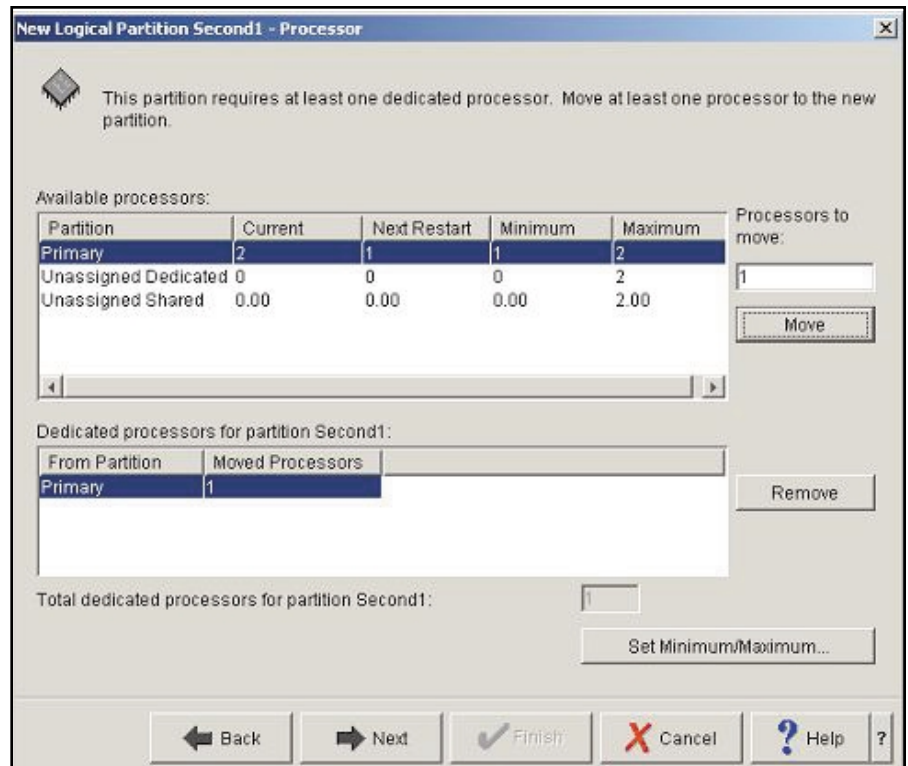 New Logical Partition Second1 - Processor
This partition requires at least one dedicated processor. Move at least one processor to the new
partition.
Available processors:
Partition Current Next Restart Minimum Maximum
Primary 2 1 1 2
Unassigned Dedicated 0 0 0 2
Unassigned Shared 0.00 0.00 0.00 2.00
Processors to
move:
1
Move
Dedicated processors for partition Second1:
From Partition Moved Processors
Primary 1
Remove
Total dedicated processors for partition Second1: 1
Set Minimum/Maximum...
Back Next Finish Cancel ? Help ?